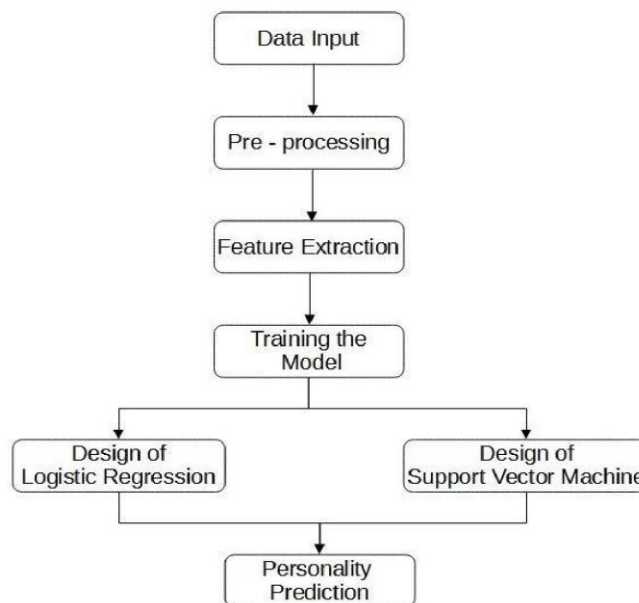 Data Input
Pre - processing
Feature Extraction
Training the
Model
Design of
Logistic Regression
Design of
Support Vector Machine
Personality
Prediction